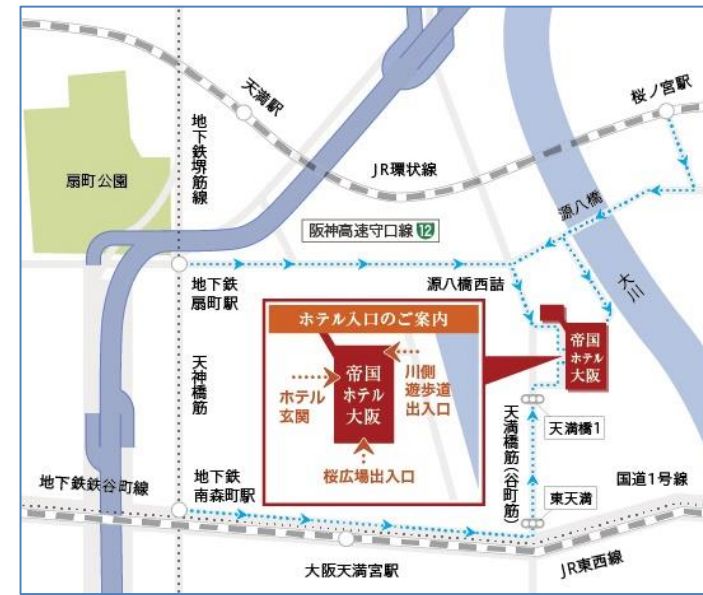 天満駅
桜ノ宮駅
地下鉄堺筋線
JR環状線
扇町公園
源八橋
阪神高速守口線 12
大川
地下鉄
扇町駅
源八橋西詰
ホテル入口のご案内
帝国
ホテル
大阪
川側
遊歩道
出入口
ホテル
玄関
桜広場出入口
帝国
ホテル
大阪
天神橋筋
天満橋筋(谷町筋)
天満橋1
地下鉄鉄谷町線
地下鉄
南森町駅
東天満
国道1号線
大阪天満宮駅
JR東西線